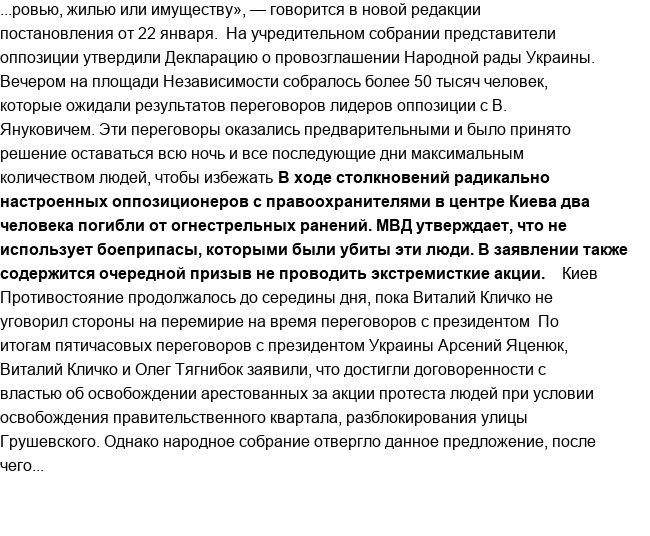 ...ровью, жилью или имуществу», — говорится в новой редакции
постановления от 22 января.  На учредительном собрании представители
оппозиции утвердили Декларацию о провозглашении Народной рады Украины.
Вечером на площади Независимости собралось более 50 тысяч человек,
которые ожидали результатов переговоров лидеров оппозиции с В.
Януковичем. Эти переговоры оказались предварительными и было принято
решение оставаться всю ночь и все последующие дни максимальным
количеством людей, чтобы избежать В ходе столкновений радикально
настроенных оппозиционеров с правоохранителями в центре Киева два
человека погибли от огнестрельных ранений. МВД утверждает, что не
использует боеприпасы, которыми были убиты эти люди. В заявлении также
содержится очередной призыв не проводить экстремисткие акции.    Киев
Противостояние продолжалось до середины дня, пока Виталий Кличко не
уговорил стороны на перемирие на время переговоров с президентом  По
итогам пятичасовых переговоров с президентом Украины Арсений Яценюк,
Виталий Кличко и Олег Тягнибок заявили, что достигли договоренности с
властью об освобождении арестованных за акции протеста людей при условии
освобождения правительственного квартала, разблокирования улицы
Грушевского. Однако народное собрание отвергло данное предложение, после
чего...